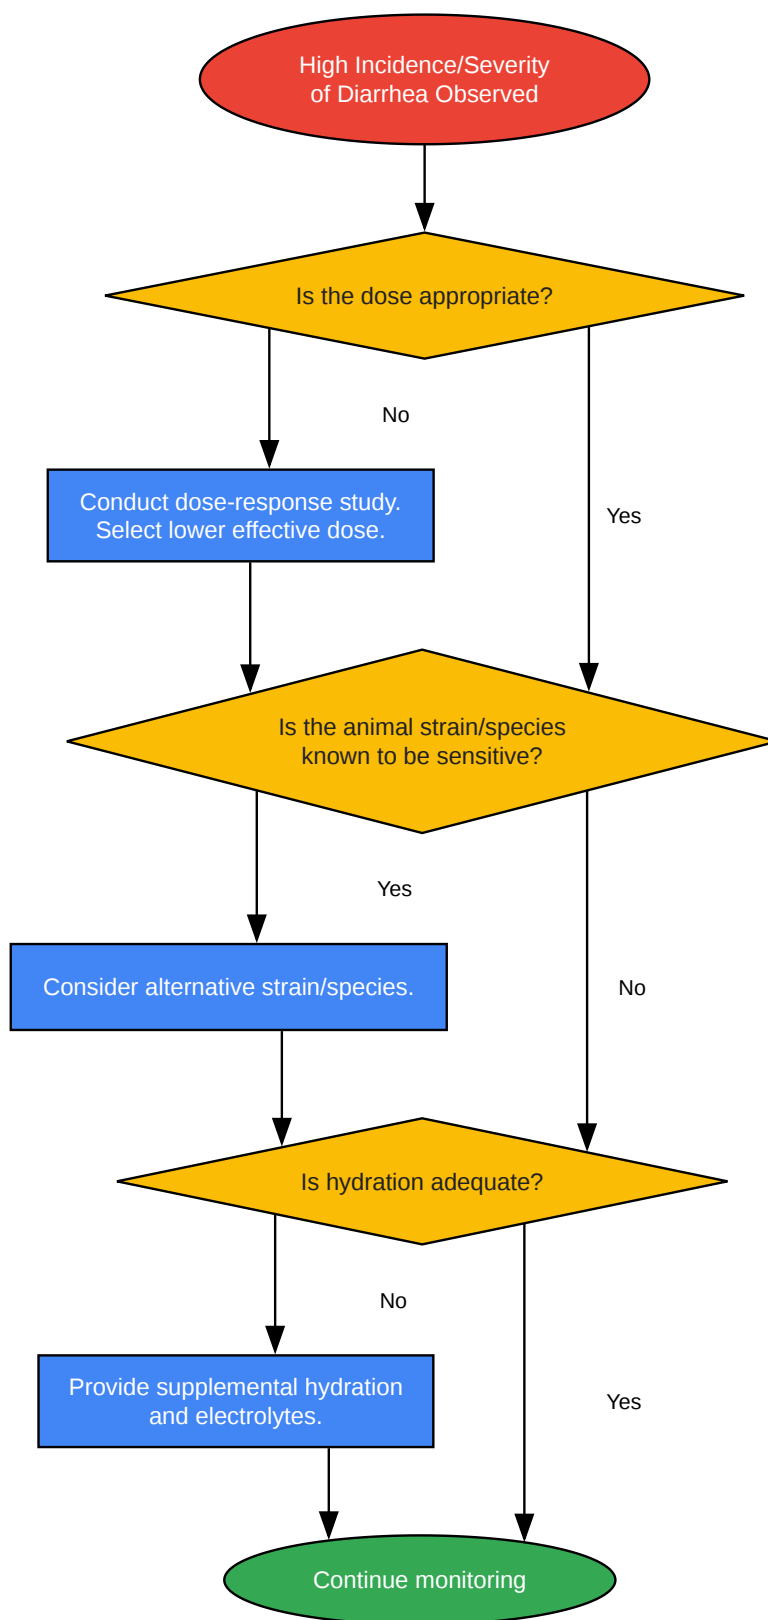 High Incidence/Severity
of Diarrhea Observed
Is the dose appropriate?
No
Conduct dose-response study.
Select lower effective dose.
Yes
Is the animal strain/species
known to be sensitive?
Yes
Consider alternative strain/species.
No
Is hydration adequate?
No
Provide supplemental hydration
and electrolytes.
Yes
Continue monitoring